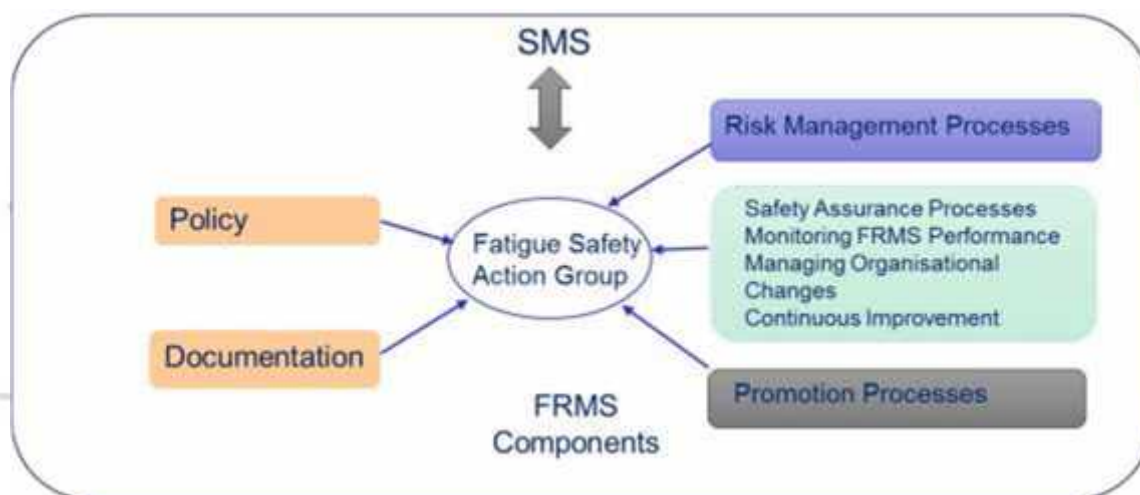 SMS
Risk Management Processes
Policy
Safety Assurance Processes
Monitoring FRMS Performance
Managing Organisational
Changes
Continuous Improvement
Fatigue Safety
Action Group
Documentation
Promotion Processes
FRMS
Components